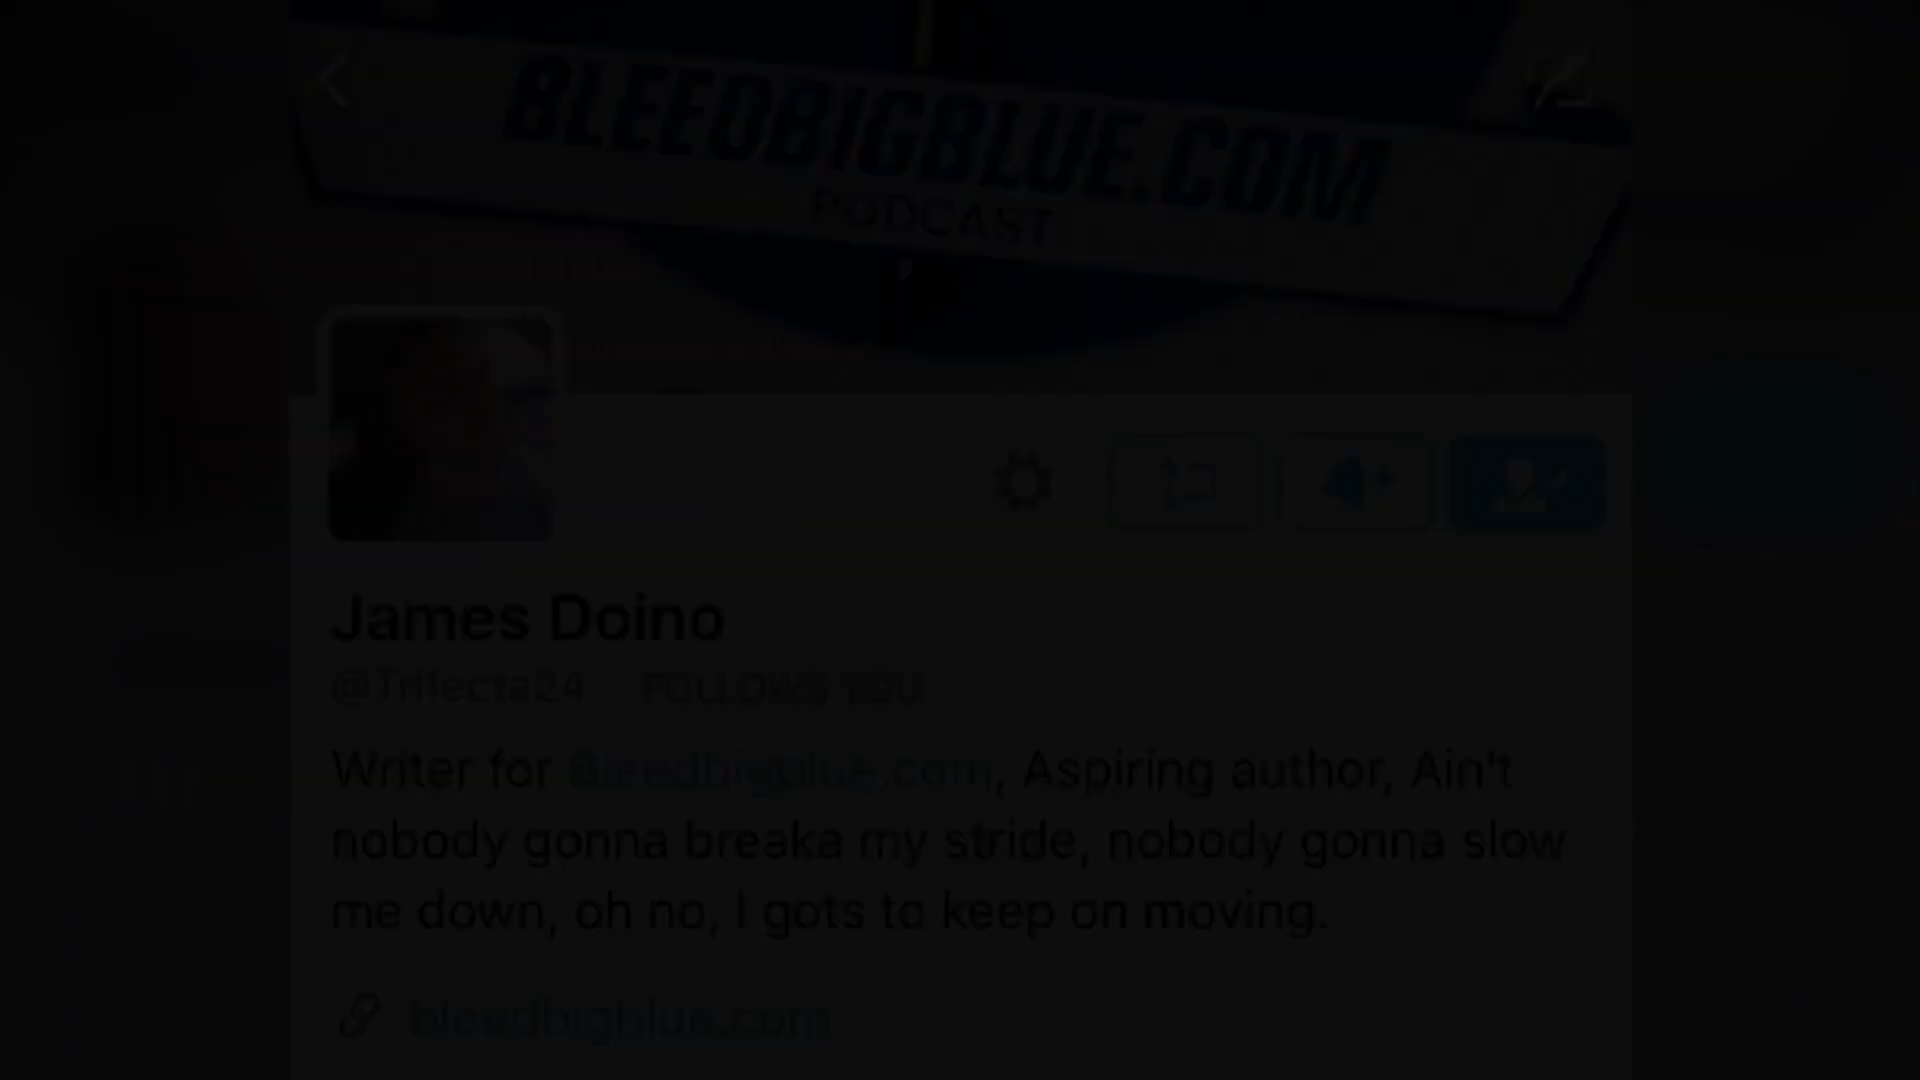 BLEEDBIGBLUE.COM
PODCAST
James Doino
@Trifecta24 FOLLOWS YOU
Writer for Bleedbigblue.com, Aspiring author, Ain't
nobody gonna breaka my stride, nobody gonna slow
me down, oh no, I gots to keep on moving.
bleedbigblue.com